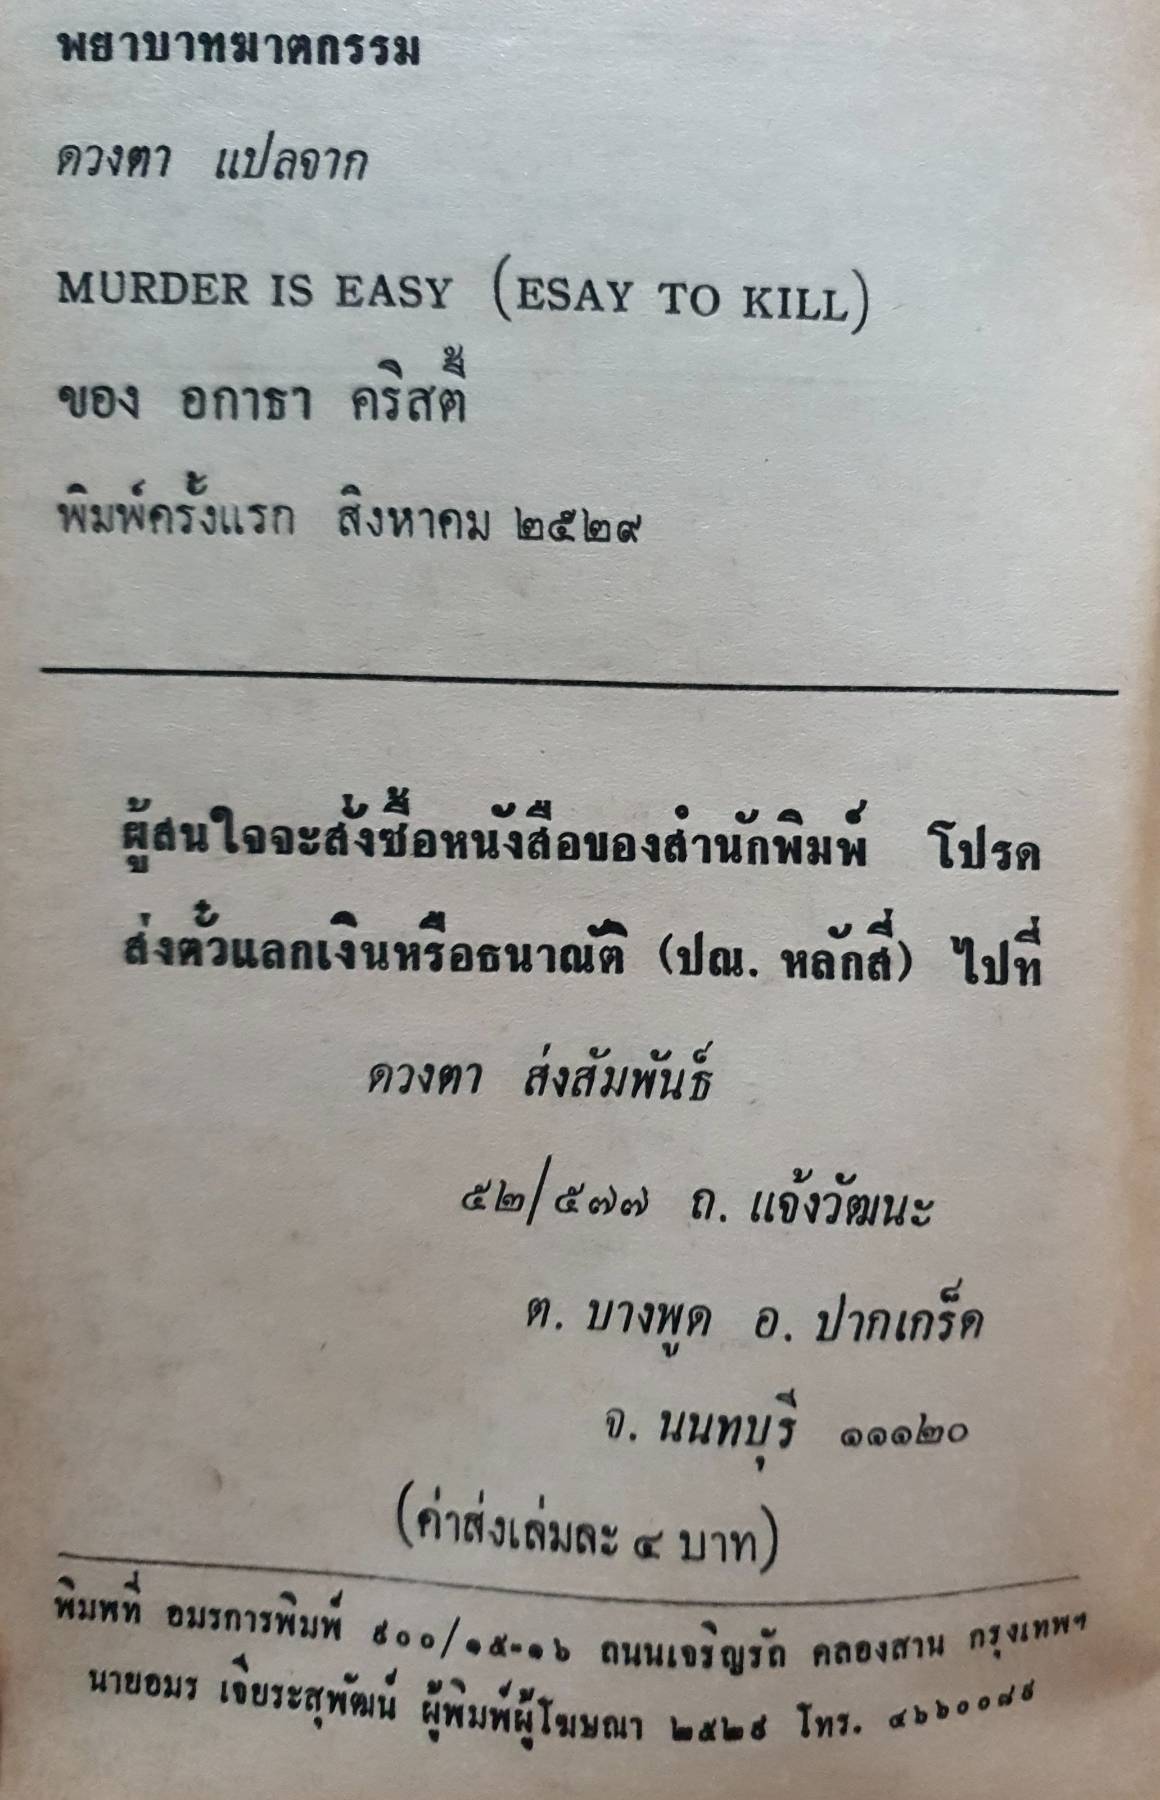 พยาบาทฆาตกรรม
ดวงตา แปลจาก
MURDER IS EASY (ESAY TO KILL)
ของ อกาธา คริสตี้
พิมพ์ครั้งแรก สิงหาคม ๒๕๒๙
ผู้สนใจจะสั่งซื้อหนังสือของสำนักพิมพ์ โปรด
ส่งตั๋วแลกเงินหรือธนาณัติ (ปณ. หลักสี่) ไปที่
ดวงตา ส่งสัมพันธ์
๕๒/๕๗๗ ถ. แจ้งวัฒนะ
ต. บางพูด อ. ปากเกร็ด
จ. นนทบุรี ๑๑๑๒๐
(ค่าส่งเล่มละ ๔ บาท)
พิมพที่ อมรการพิมพ์ ๙๐๐/๑๕-๑๖ ถนนเจริญรัถ คลองสาน กรุงเทพฯ
นายอมร เจียระสุพัฒน์ ผู้พิมพ์ผู้โฆษณา ๒๕๒๙ โทร. ๔๖๖๐๐๘๙